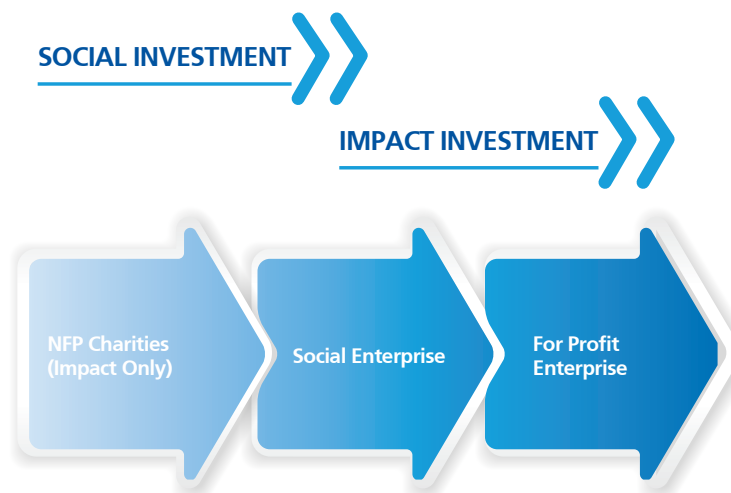 SOCIAL INVESTMENT
IMPACT INVESTMENT
NFP Charities
(Impact Only)
Social Enterprise
For Profit
Enterprise